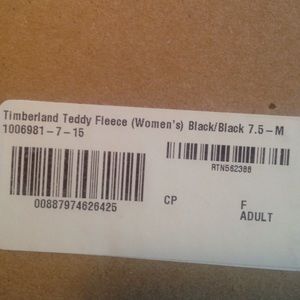 Timberland Teddy Fleece (Women's) Black/Black 7.5-M
1006981-7-15
RTN562388
00887974626425
CP
F
ADULT